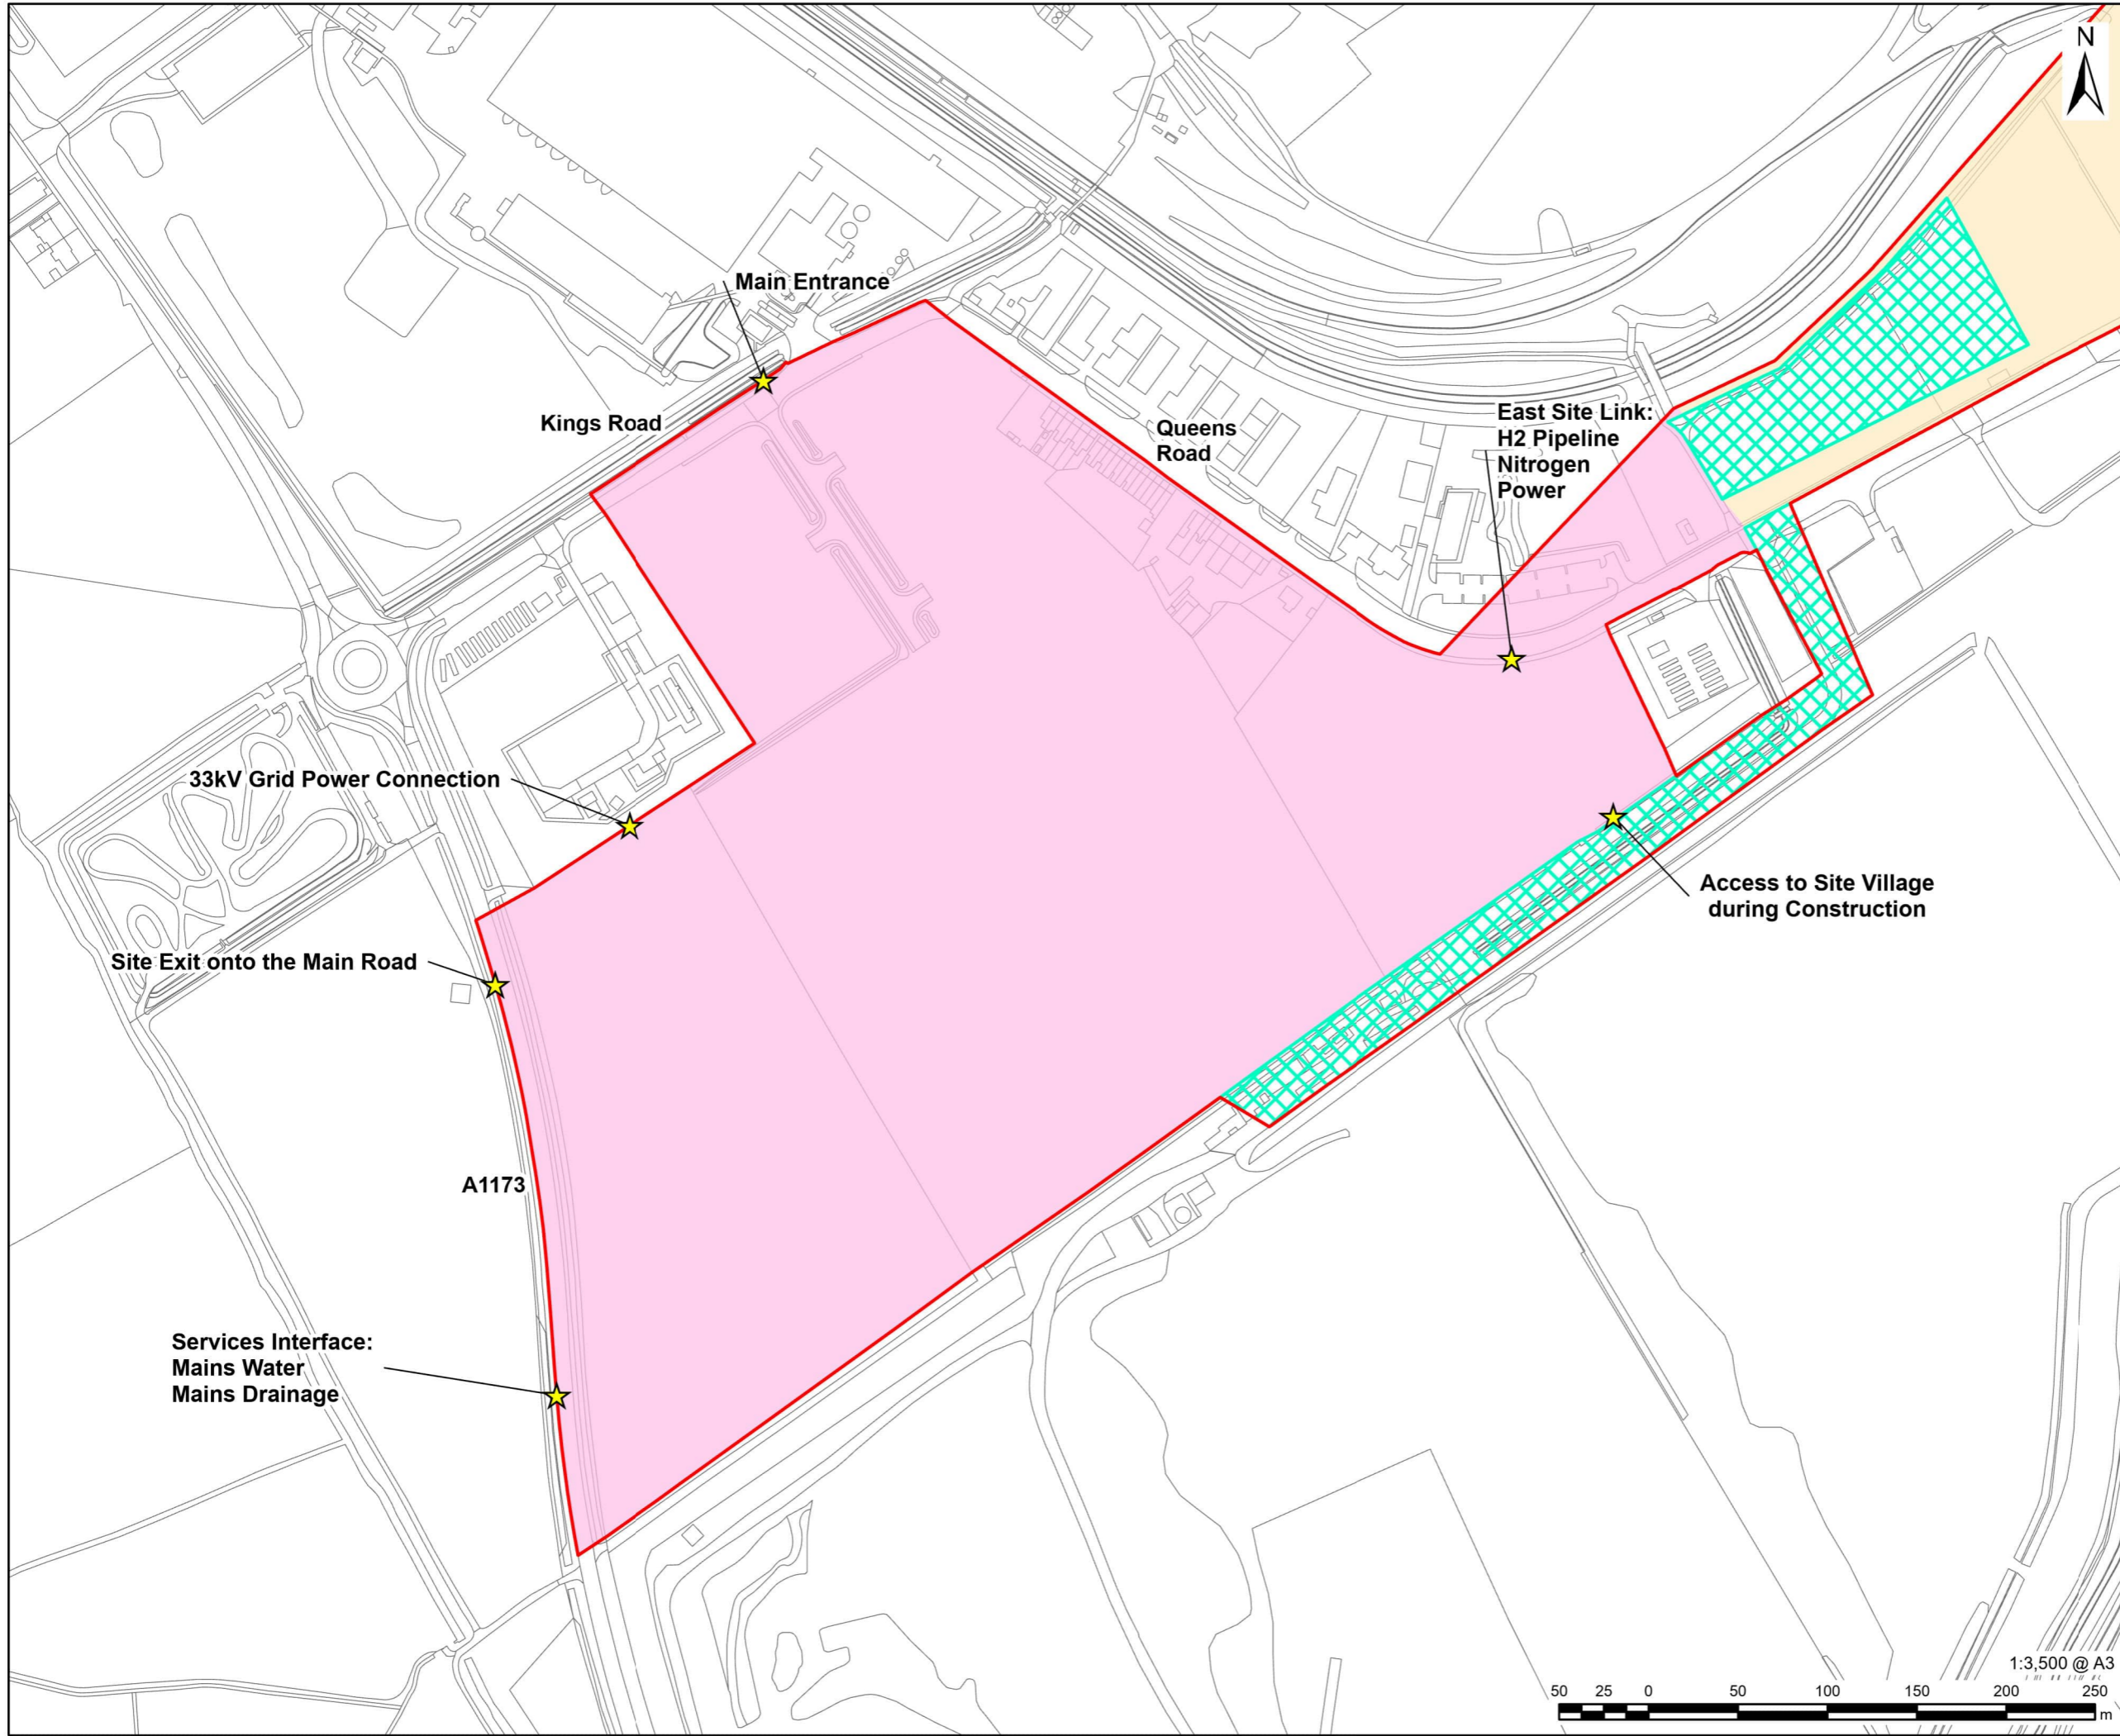 N
Main Entrance
Kings Road
Queens
Road
East Site Link:
H2 Pipeline
Nitrogen
Power
33kV Grid Power Connection
Access to Site Village
during Construction
Site Exit onto the Main Road
A1173
Services Interface:
Mains Water
Mains Drainage
1:3,500 @ A3
50 25 0 50 100 150 200 250
m